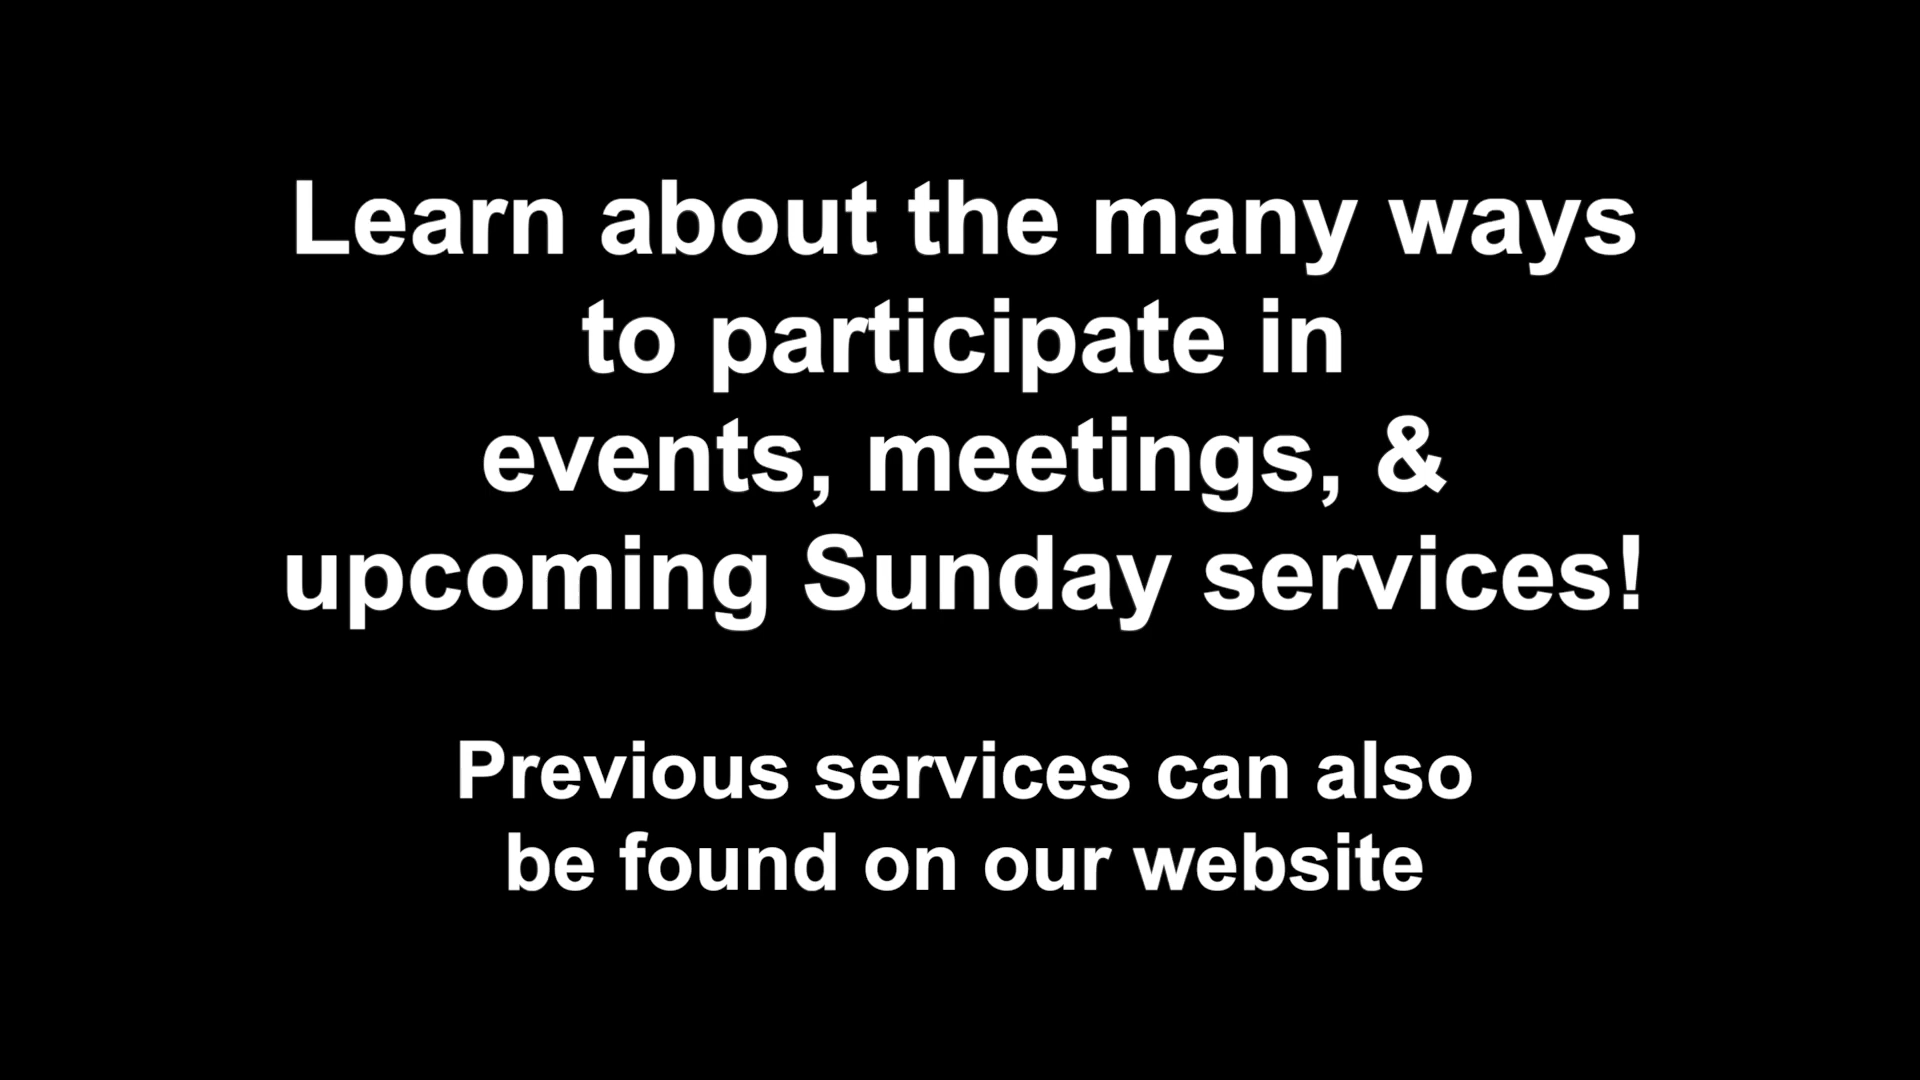 Learn about the many ways
to participate in
events, meetings, &
upcoming Sunday services!
Previous services can also
be found on our website